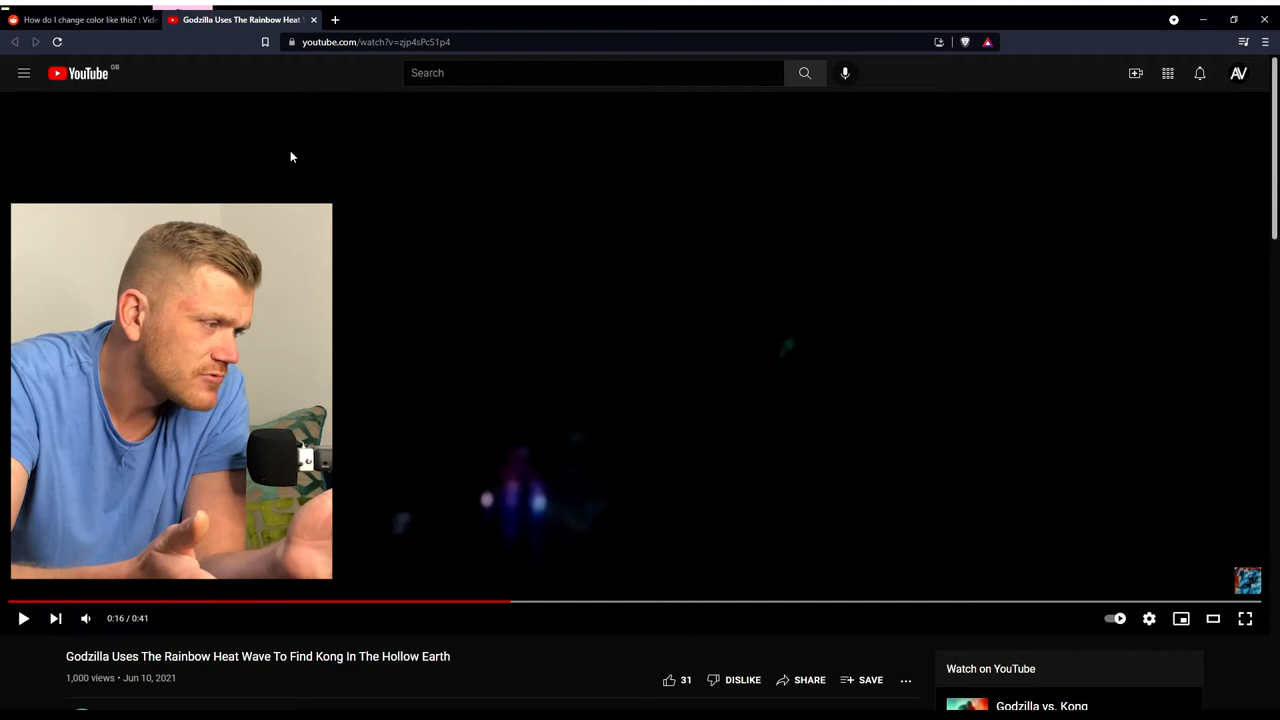 How do I change color like this? : Vide
Godzilla Uses The Rainbow Heat W
youtube.com/watch?v=zjp4sPcS1p4
YouTube GB
Search
AV
0:16 / 0:41
Godzilla Uses The Rainbow Heat Wave To Find Kong In The Hollow Earth
1,000 views • Jun 10, 2021
31
DISLIKE
SHARE
SAVE
Watch on YouTube
Godzilla vs. Kong